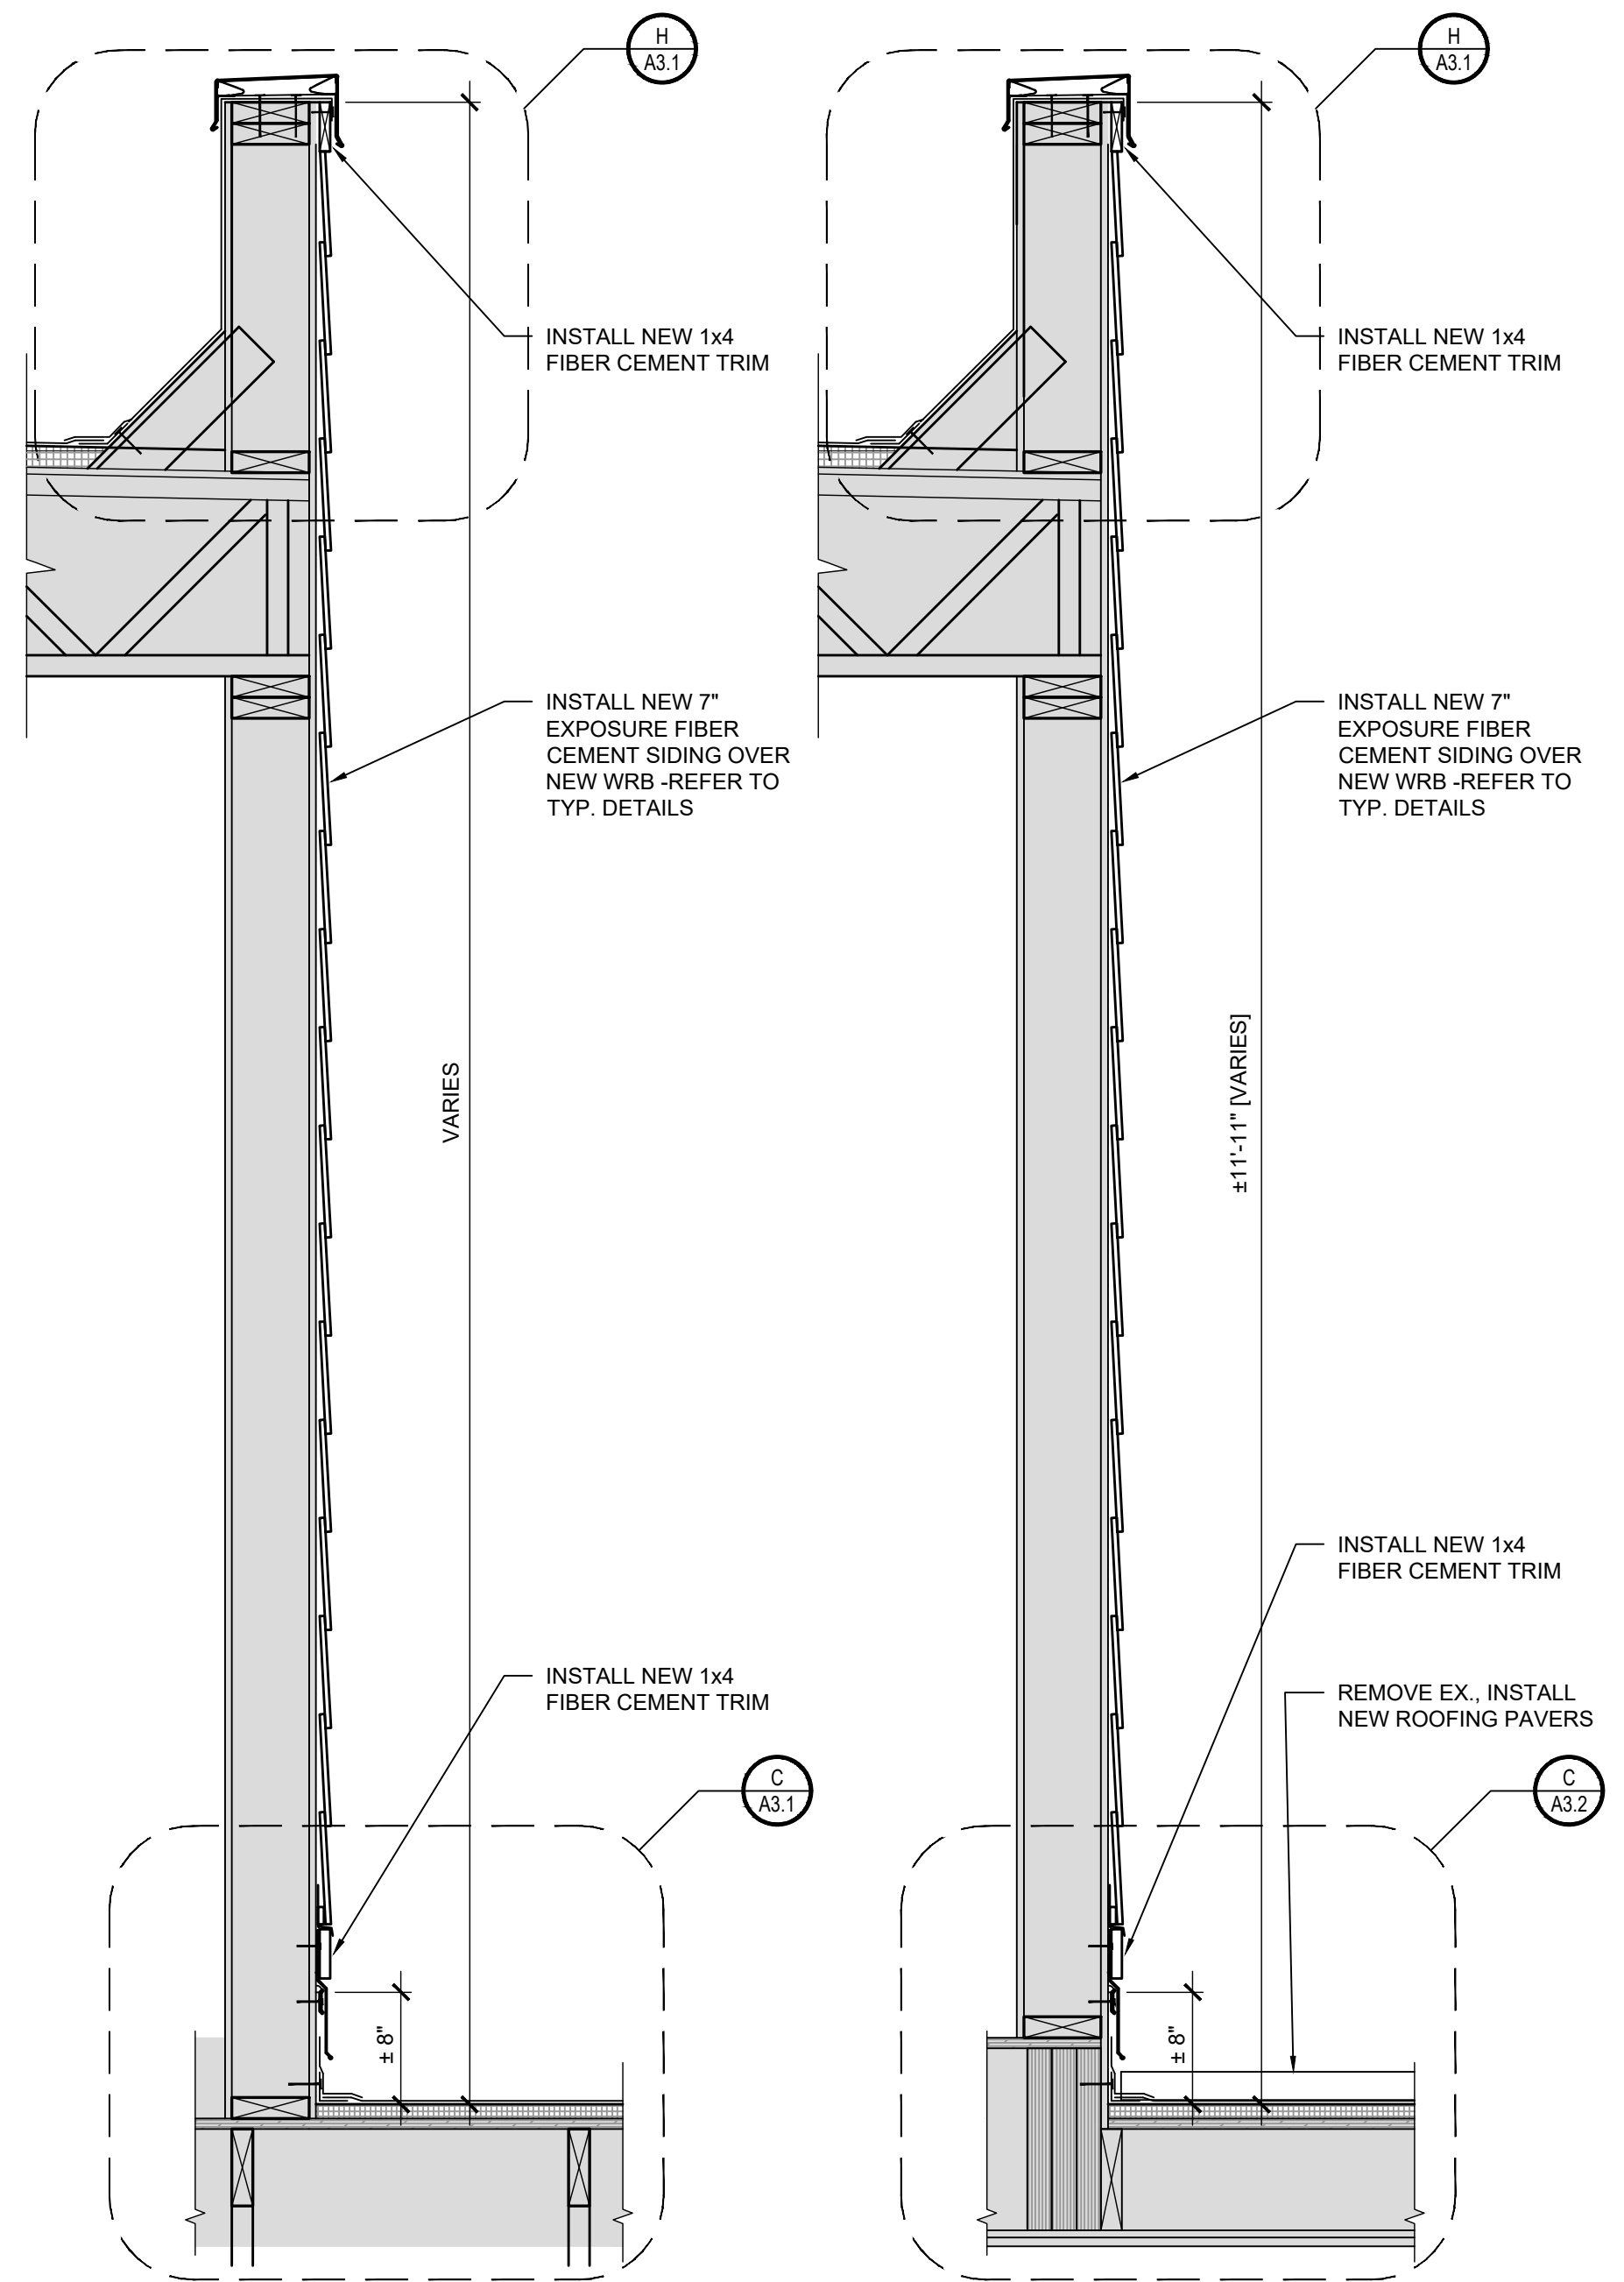 H
A3.1
INSTALL NEW 1x4
FIBER CEMENT TRIM
INSTALL NEW 7"
EXPOSURE FIBER
CEMENT SIDING OVER
NEW WRB -REFER TO
TYP. DETAILS
VARIES
INSTALL NEW 1x4
FIBER CEMENT TRIM
C
A3.1
± 8"
H
A3.1
INSTALL NEW 1x4
FIBER CEMENT TRIM
INSTALL NEW 7"
EXPOSURE FIBER
CEMENT SIDING OVER
NEW WRB -REFER TO
TYP. DETAILS
±11'-11" [VARIES]
INSTALL NEW 1x4
FIBER CEMENT TRIM
REMOVE EX., INSTALL
NEW ROOFING PAVERS
C
A3.2
± 8"